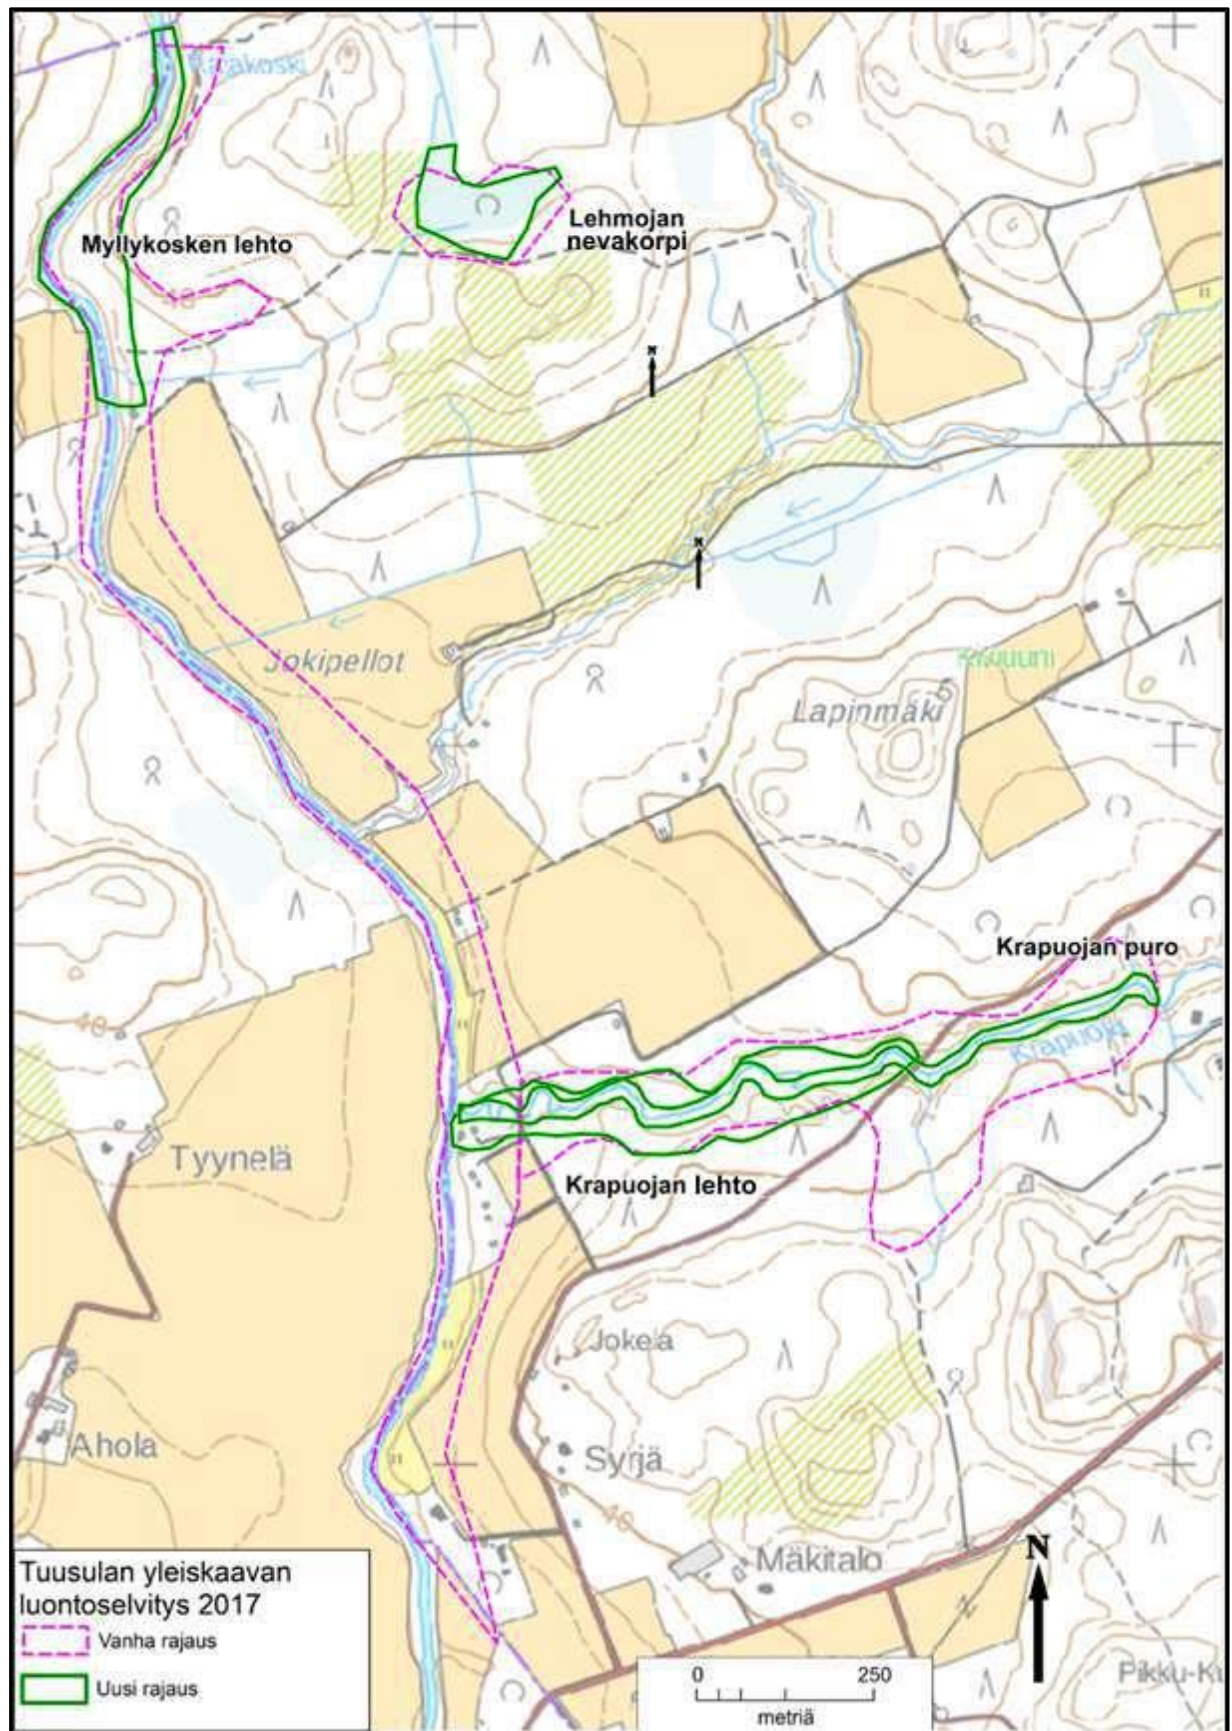 Myllykosken lehto
Lehmojan
nevakorpi
N
N
Jokipellot
Lapinmäki
Krapuojan puro
Krapuoja
40
Tyynelä
Krapuojan lehto
Jokela
Ahola
Syrjä
40
Mäkitalo
N
Tuusulan yleiskaavan
luontoselvitys 2017
Vanha rajaus
Uusi rajaus
0 250
metriä